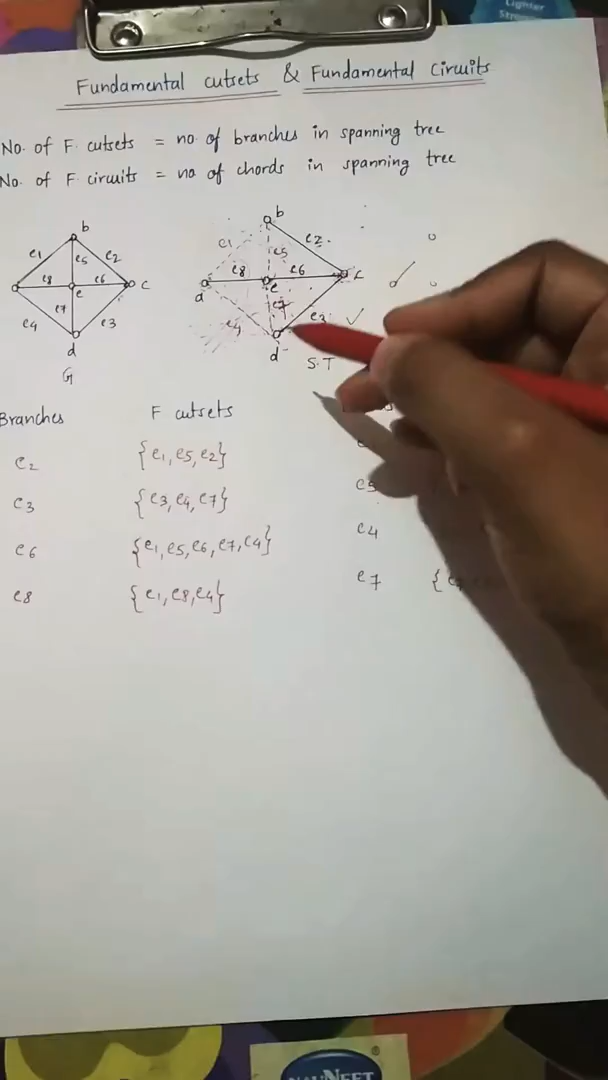 Lighter
Fundamental cutsets & Fundamental Circuits
No. of F. cutsets = no. of branches in spanning tree
No. of F circuits = no. of chords in spanning tree
b
b
e1
e2
e5
e8
e6
c
e
e7
e4
e3
d
G
e1
e2
e5
e8
e6
c
a
e
e7
e4
e3
d
S.T
Branches F cutsets
e2 {e1, e5, e2}
e3 {e3, e4, e7}
e5
e6 {e1, e5, e6, e7, e4}
e4
e8 {e1, e8, e4}
e7 {
NAVNEET